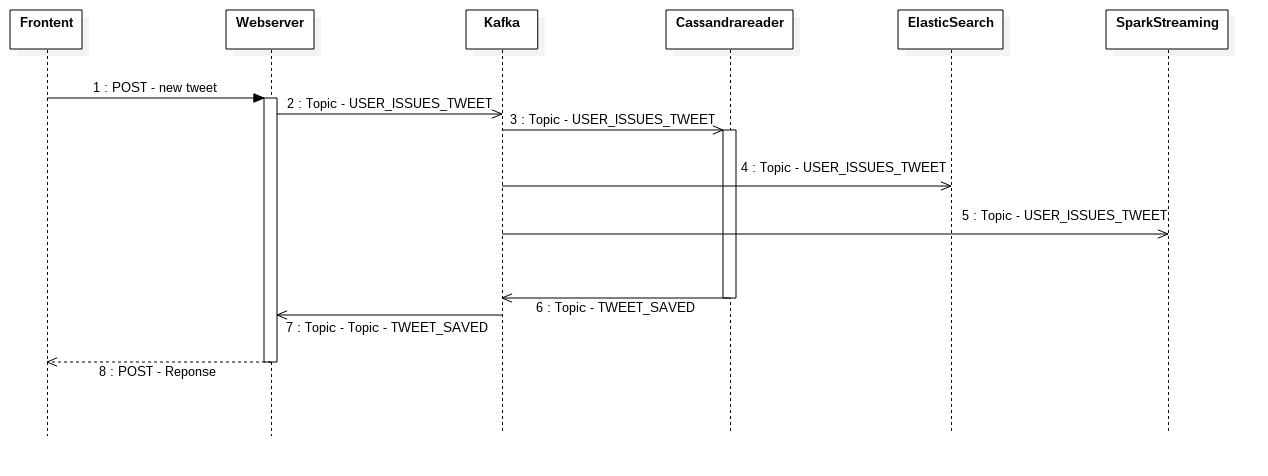 Frontent
Webserver
Kafka
Cassandrareader
ElasticSearch
SparkStreaming
1 : POST - new tweet
2 : Topic - USER_ISSUES_TWEET
3 : Topic - USER_ISSUES_TWEET
4 : Topic - USER_ISSUES_TWEET
5 : Topic - USER_ISSUES_TWEET
6 : Topic - TWEET_SAVED
7 : Topic - Topic - TWEET_SAVED
8 : POST - Reponse